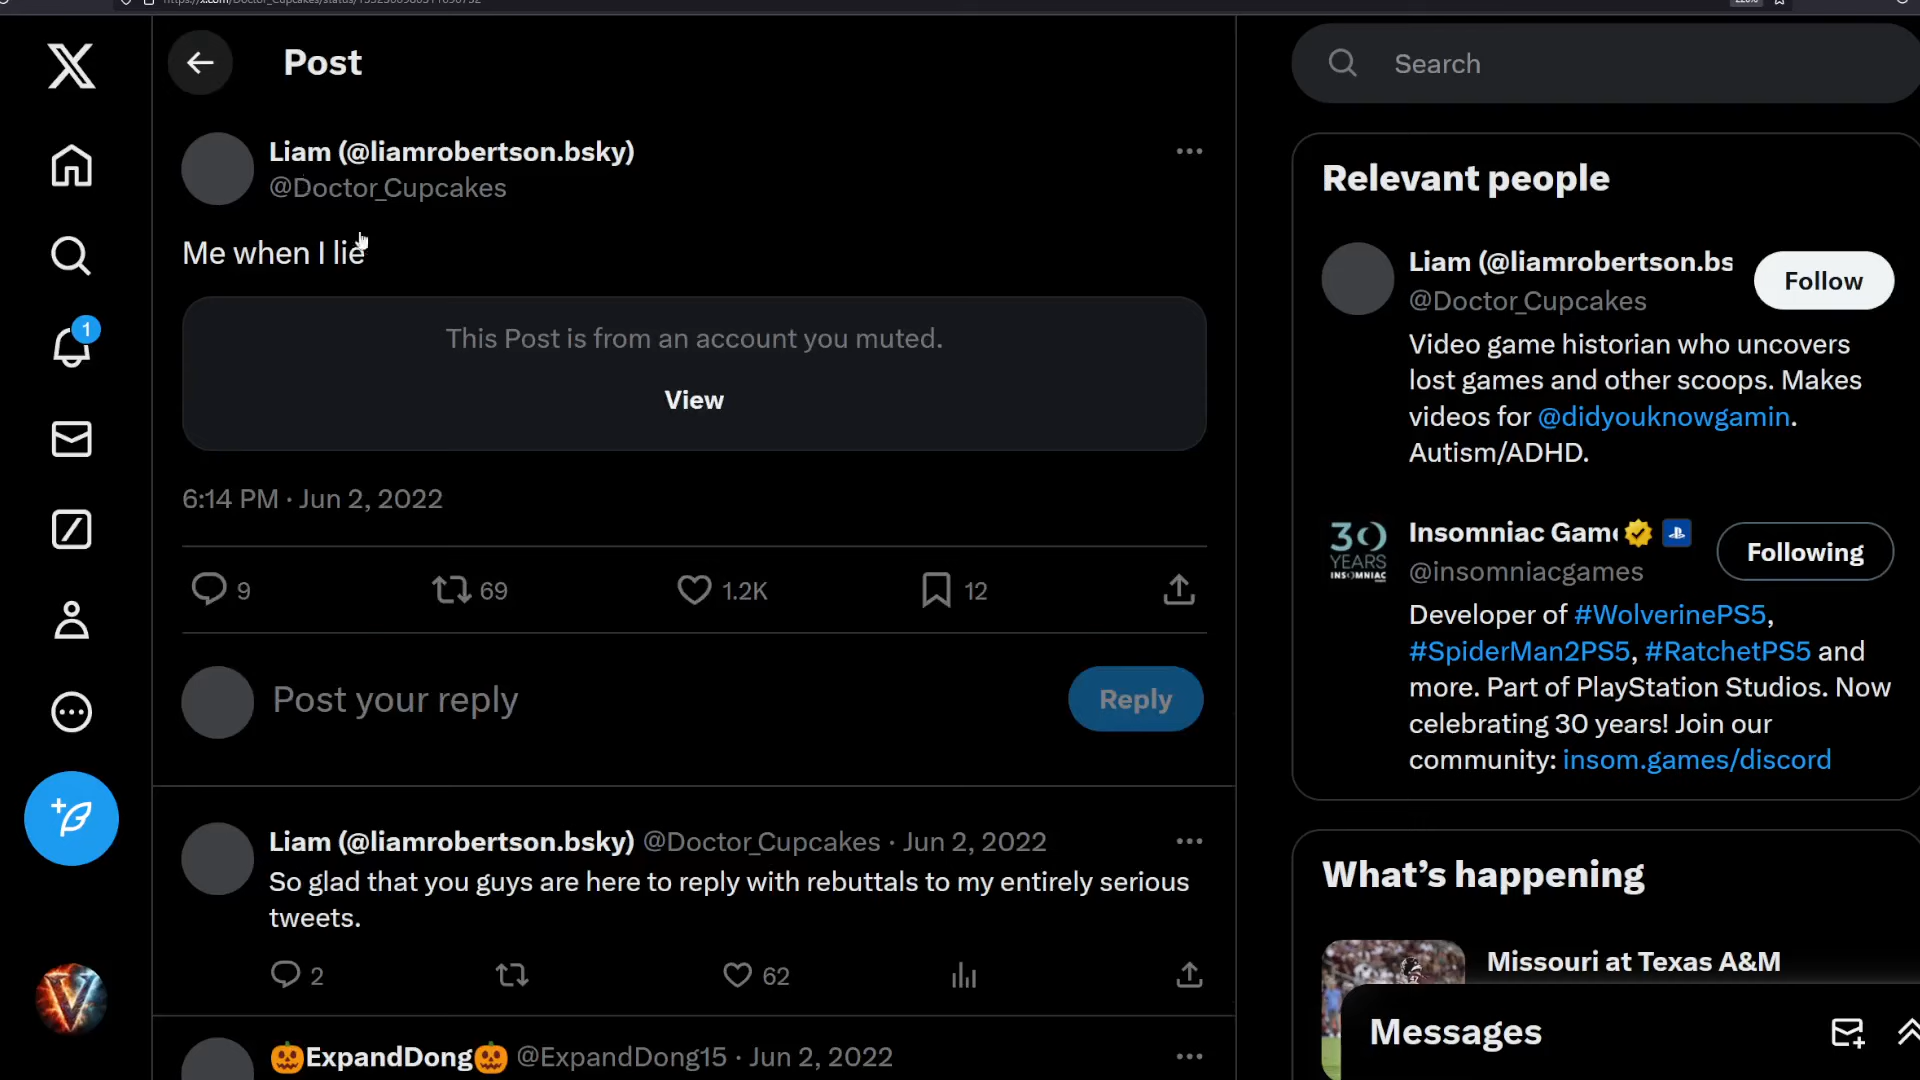 Post
Search
Liam (@liamrobertson.bsky)
@Doctor_Cupcakes
Me when I lie
This Post is from an account you muted.
View
6:14 PM · Jun 2, 2022
9
69
1.2K
12
Post your reply
Reply
Liam (@liamrobertson.bsky) @Doctor_Cupcakes · Jun 2, 2022
So glad that you guys are here to reply with rebuttals to my entirely serious
tweets.
2
62
🎃ExpandDong🎃 @ExpandDong15 · Jun 2, 2022
1
Relevant people
Liam (@liamrobertson.bs
@Doctor_Cupcakes
Follow
Video game historian who uncovers
lost games and other scoops. Makes
videos for @didyouknowgamin.
Autism/ADHD.
30
YEARS
INSOMNIAC
Insomniac Game
@insomniacgames
Following
Developer of #WolverinePS5,
#SpiderMan2PS5, #RatchetPS5 and
more. Part of PlayStation Studios. Now
celebrating 30 years! Join our
community: insom.games/discord
What's happening
Missouri at Texas A&M
Messages